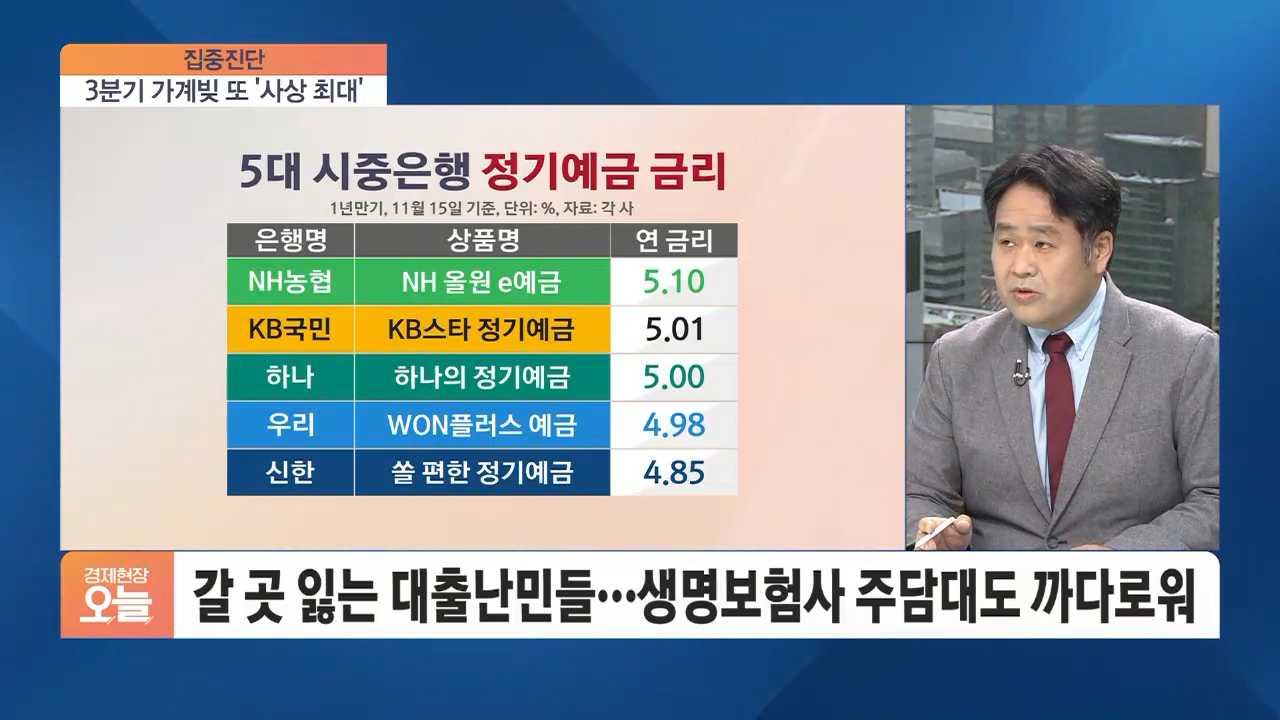 집중진단
3분기 가계빚 또 '사상 최대'
5대 시중은행 정기예금 금리
1년만기, 11월 15일 기준, 단위: %, 자료: 각 사
은행명 상품명 연 금리
NH농협 NH 올원 e예금 5.10
KB국민 KB스타 정기예금 5.01
하나 하나의 정기예금 5.00
우리 WON플러스 예금 4.98
신한 쏠 편한 정기예금 4.85
경제현장
오늘
갈 곳 잃는 대출난민들…생명보험사 주담대도 까다로워